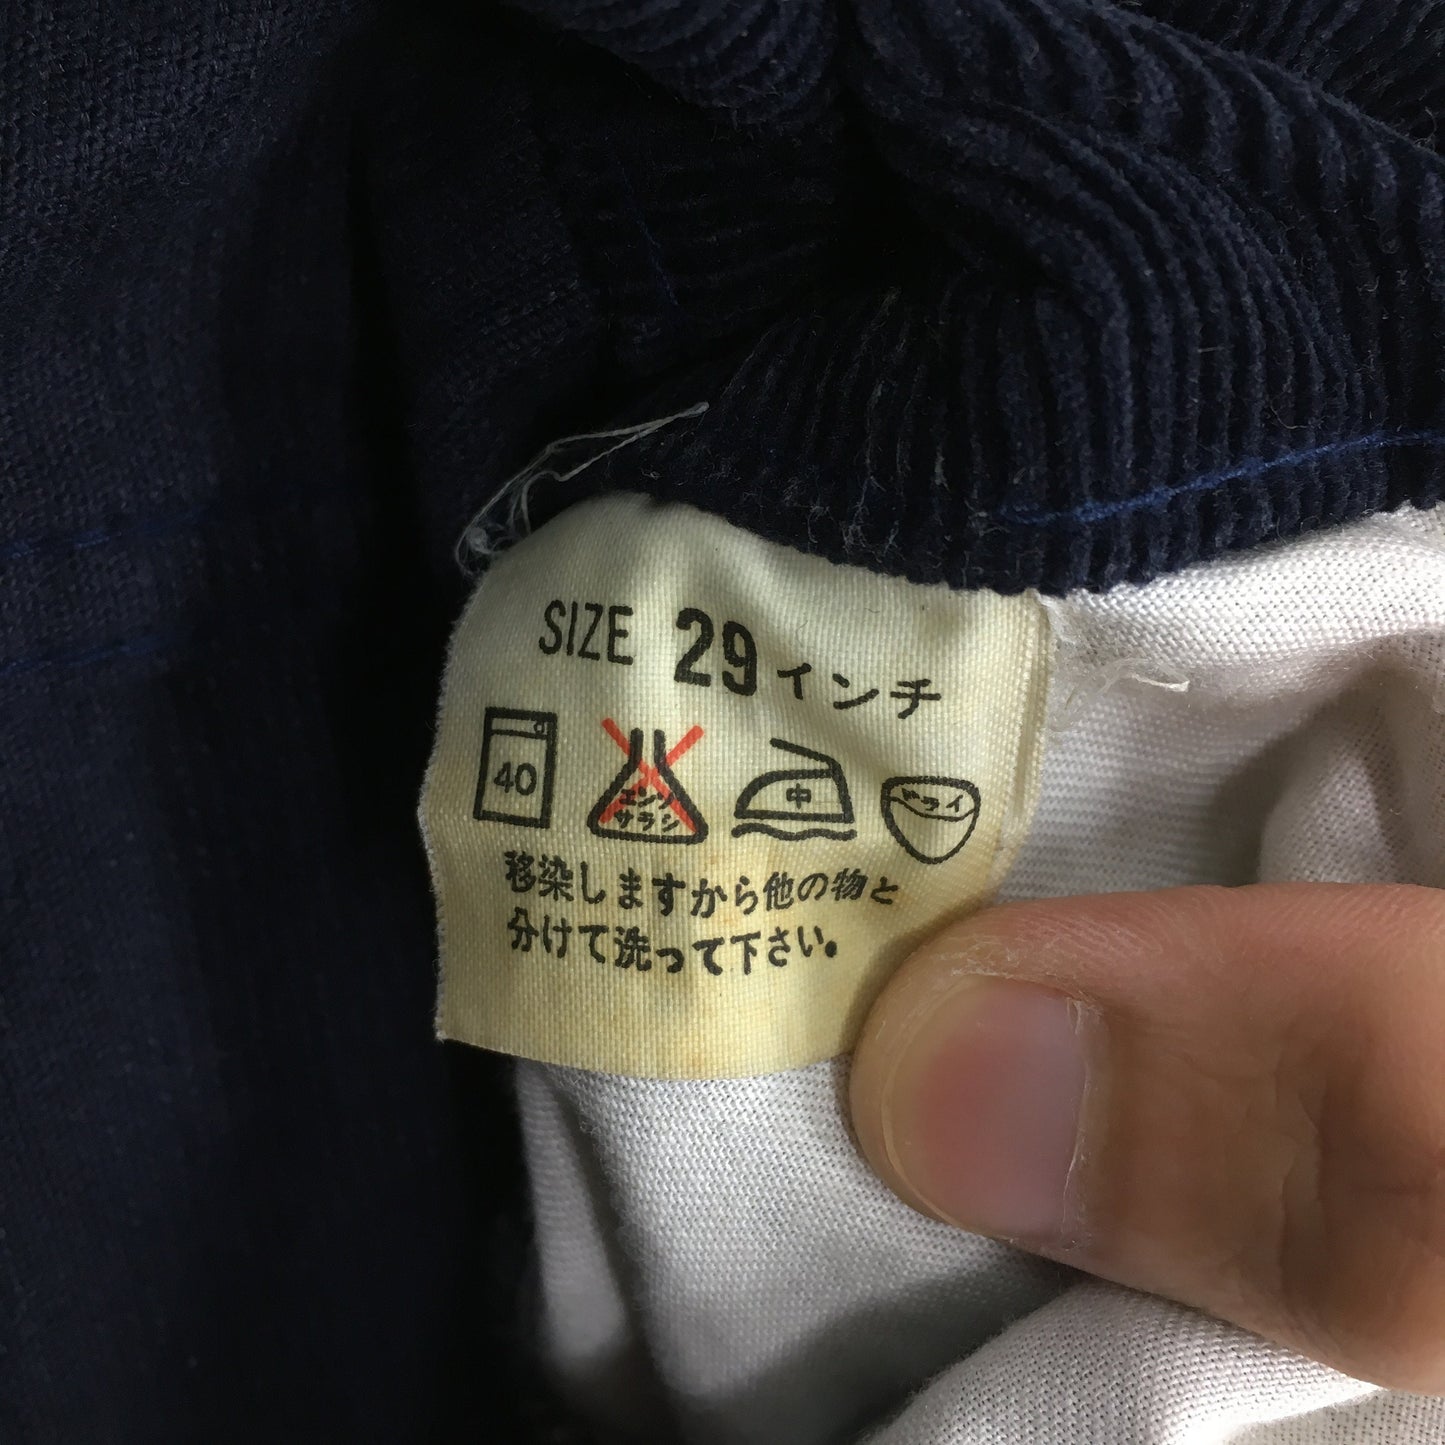 SIZE 29インチ
40 エンソサラシ 中 ドライ
移染しますから他の物と
分けて洗って下さい。